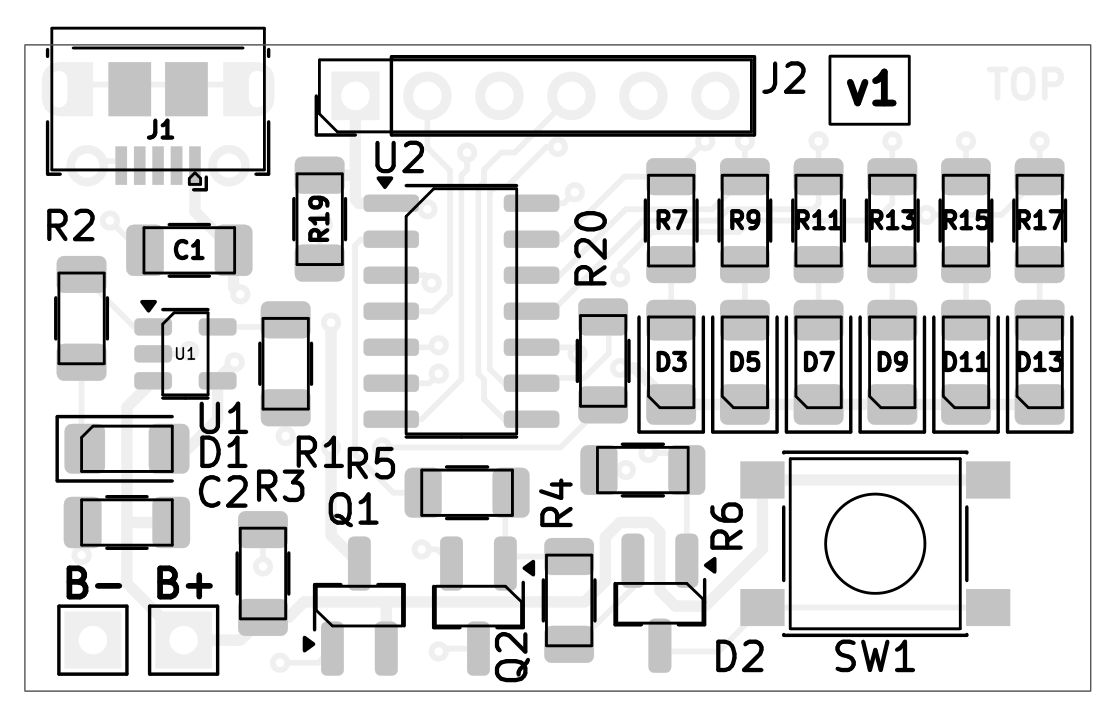 J2
v1
TOP
J1
U2
R2
C1
R19
R20
R7
R9
R11
R13
R15
R17
U1
D3
D5
D7
D9
D11
D13
U1
D1
R1
R5
C2
R3
Q1
R4
R6
B-
B+
Q2
D2
SW1